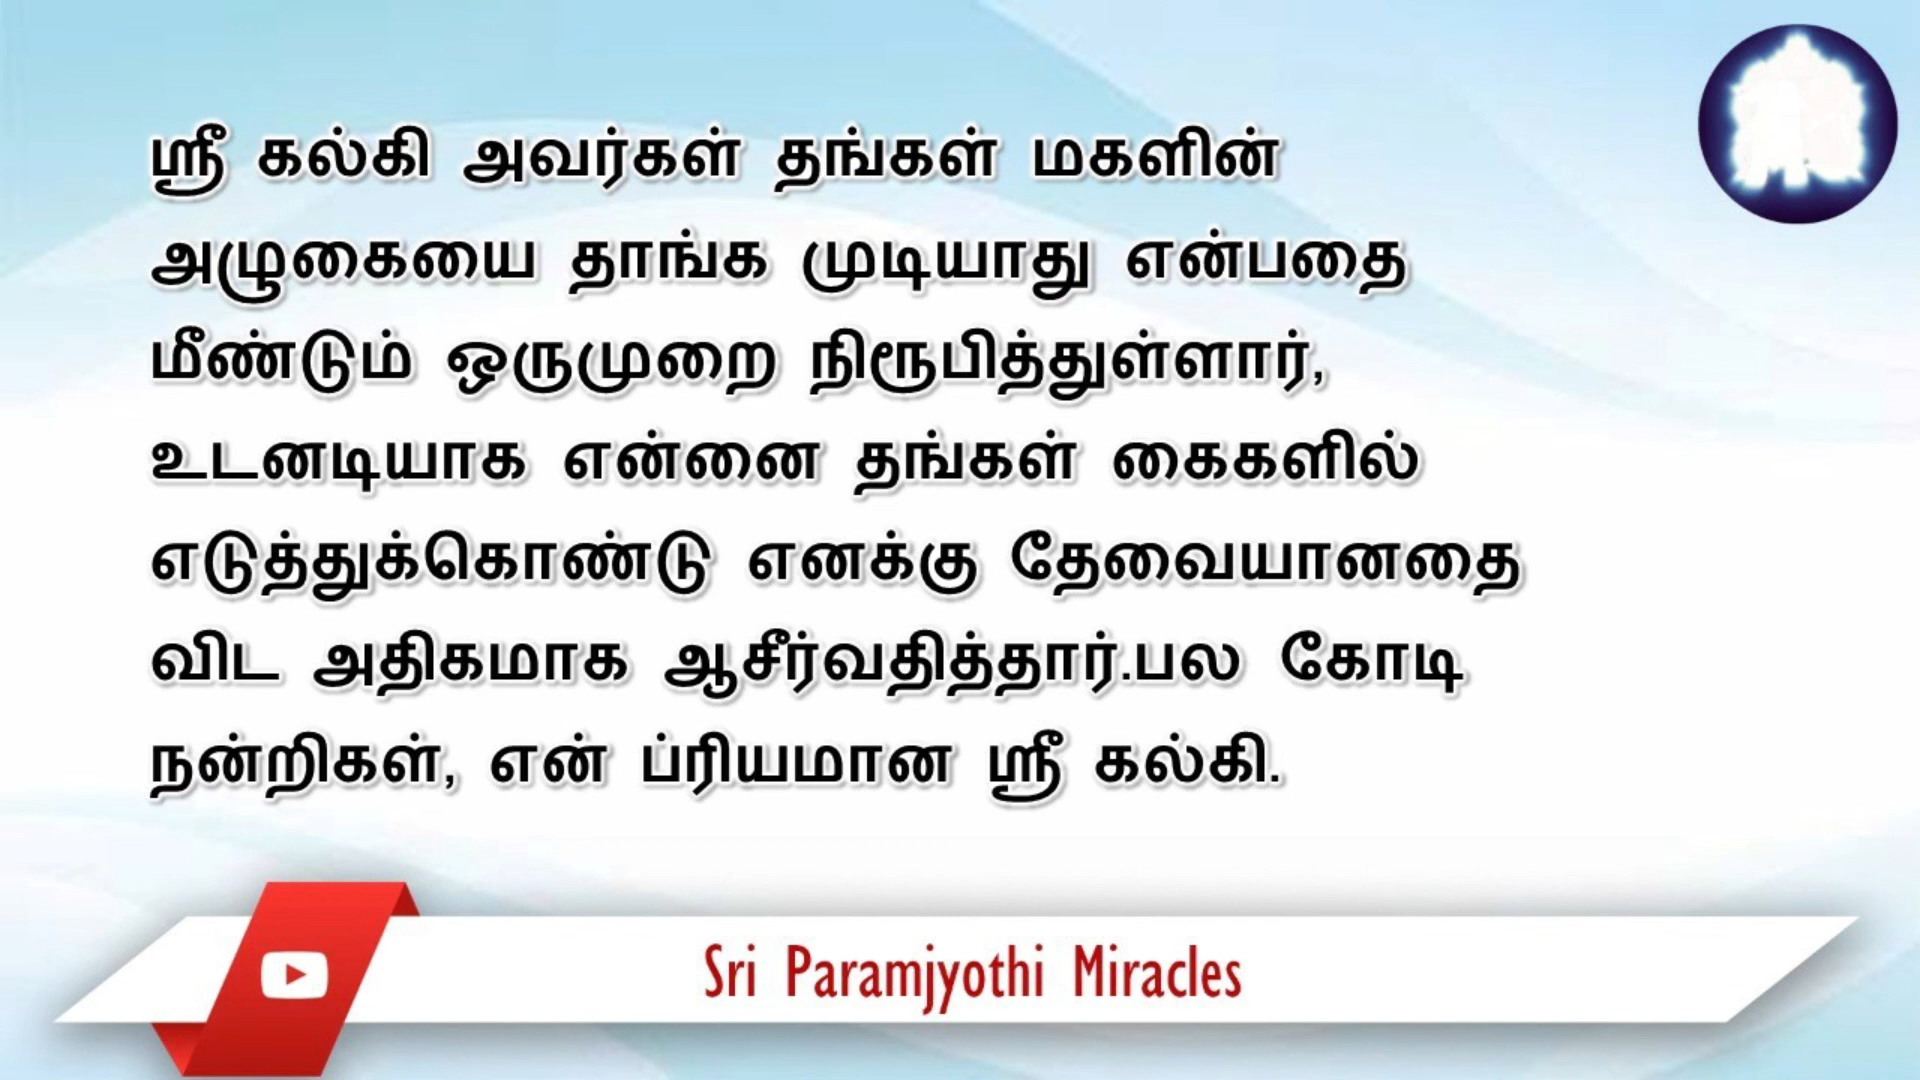 ஸ்ரீ கல்கி அவர்கள் தங்கள் மகளின்
அழுகையை தாங்க முடியாது என்பதை
மீண்டும் ஒருமுறை நிரூபித்துள்ளார்,
உடனடியாக என்னை தங்கள் கைகளில்
எடுத்துக்கொண்டு எனக்கு தேவையானதை
விட அதிகமாக ஆசீர்வதித்தார்.பல கோடி
நன்றிகள், என் ப்ரியமான ஸ்ரீ கல்கி.
Sri Paramjyothi Miracles